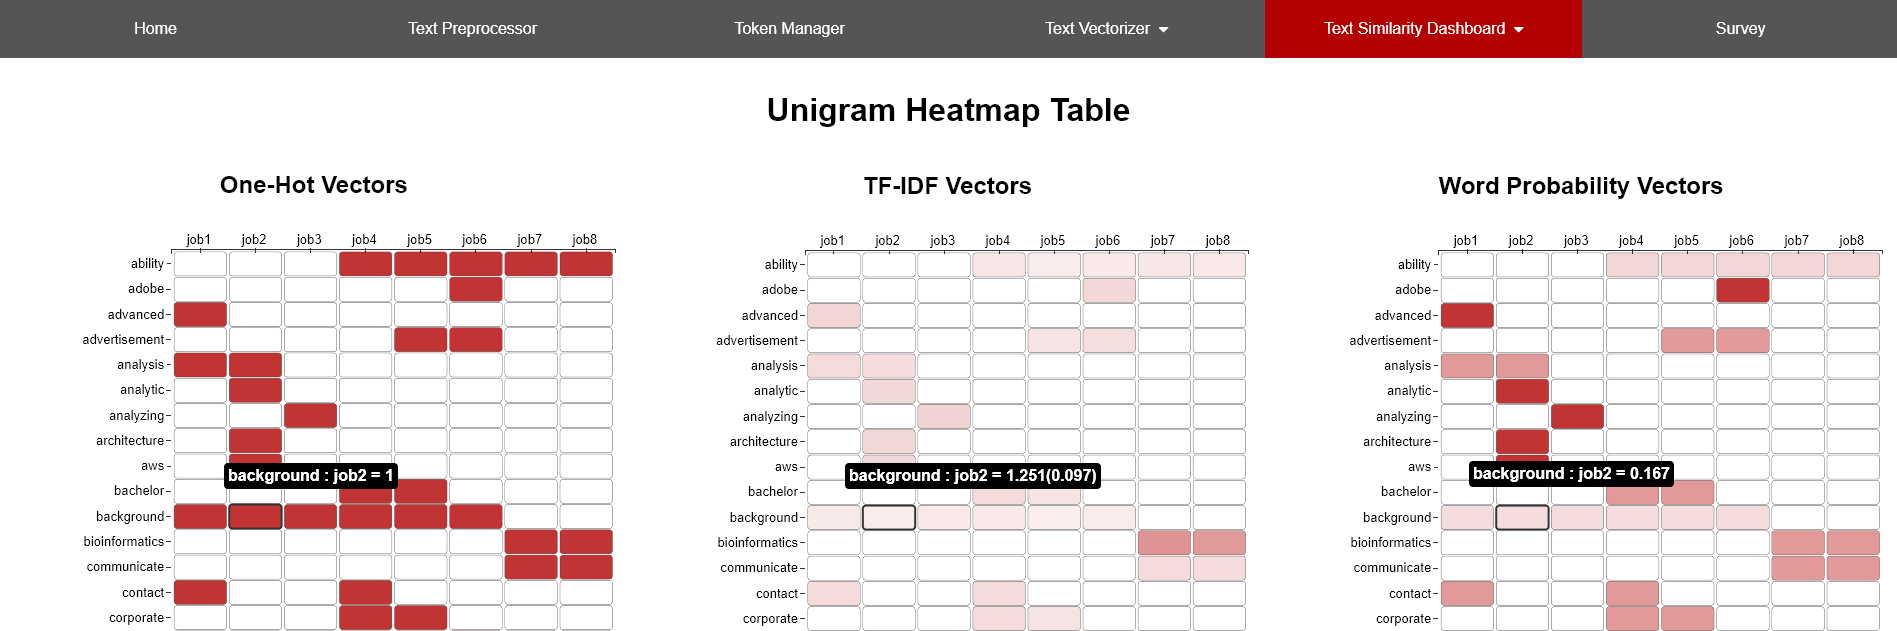 Home Text Preprocessor Token Manager Text Vectorizer Text Similarity Dashboard Survey
Unigram Heatmap Table
One-Hot Vectors
job1 job2 job3 job4 job5 job6 job7 job8
ability
adobe
advanced
advertisement
analysis
analytic
analyzing
architecture
aws
background : job2 = 1
bachelor
background
bioinformatics
communicate
contact
corporate
TF-IDF Vectors
job1 job2 job3 job4 job5 job6 job7 job8
ability
adobe
advanced
advertisement
analysis
analytic
analyzing
architecture
aws
background : job2 = 1.251(0.097)
bachelor
background
bioinformatics
communicate
contact
corporate
Word Probability Vectors
job1 job2 job3 job4 job5 job6 job7 job8
ability
adobe
advanced
advertisement
analysis
analytic
analyzing
architecture
aws
background : job2 = 0.167
bachelor
background
bioinformatics
communicate
contact
corporate